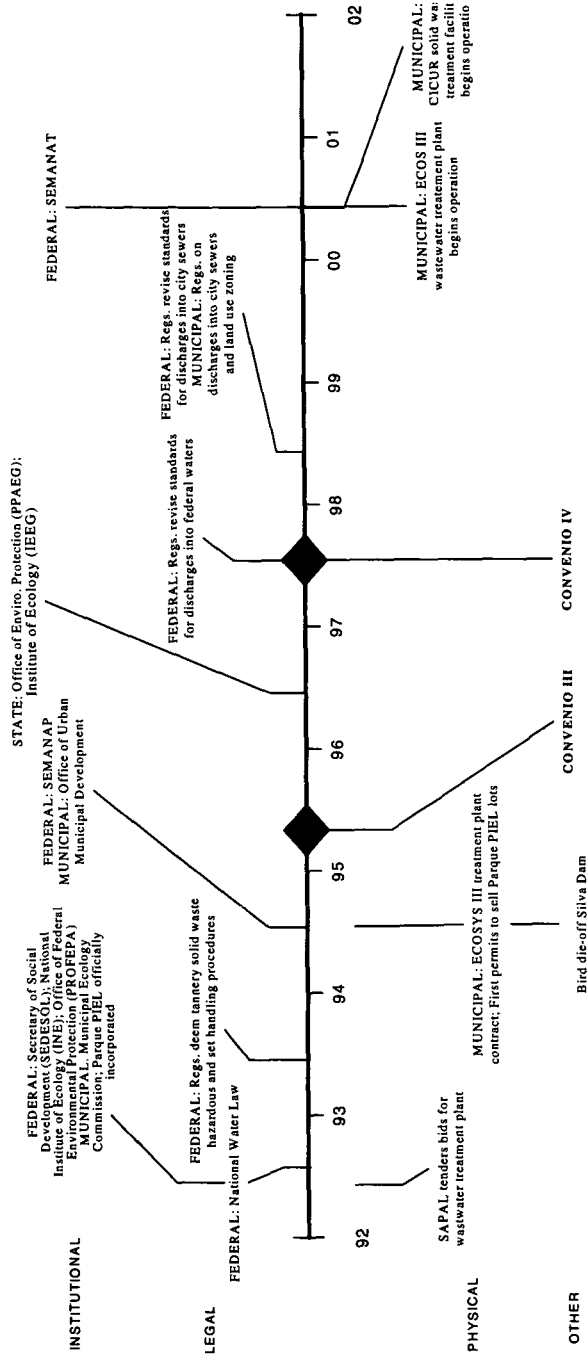 INSTITUTIONAL
FEDERAL: Secretary of Social
Development (SEDESOL); National
Institute of Ecology (INE); Office of Federal
Environmental Protection (PROFEPA)
MUNICIPAL. Municipal Ecology
Commission; Parque PIEL officially
incorporated
FEDERAL: SEMANAP
MUNICIPAL: Office of Urban
Municipal Development
STATE: Office of Enviro. Protection (PPAEG);
Institute of Ecology (IEEG)
FEDERAL: SEMANAT
LEGAL
FEDERAL: National Water Law
FEDERAL: Regs. deem tannery solid waste
hazardous and set handling procedures
FEDERAL: Regs. revise standards
for discharges into federal waters
FEDERAL: Regs. revise standards
for discharges into city sewers
MUNICIPAL: Regs. on
discharges into city sewers
and land use zoning
92
93
94
95
96
97
98
99
00
01
02
PHYSICAL
SAPAL tenders bids for
wastwater treatment plant
MUNICIPAL: ECOSYS III treatment plant
contract; First permits to sell Parque PIEL lots
MUNICIPAL: ECOS III
wastewater treatement plant
begins operation
MUNICIPAL:
CICUR solid wa
treatment facilit
begins operatio
OTHER
Bird die-off Silva Dam
CONVENIO III
CONVENIO IV